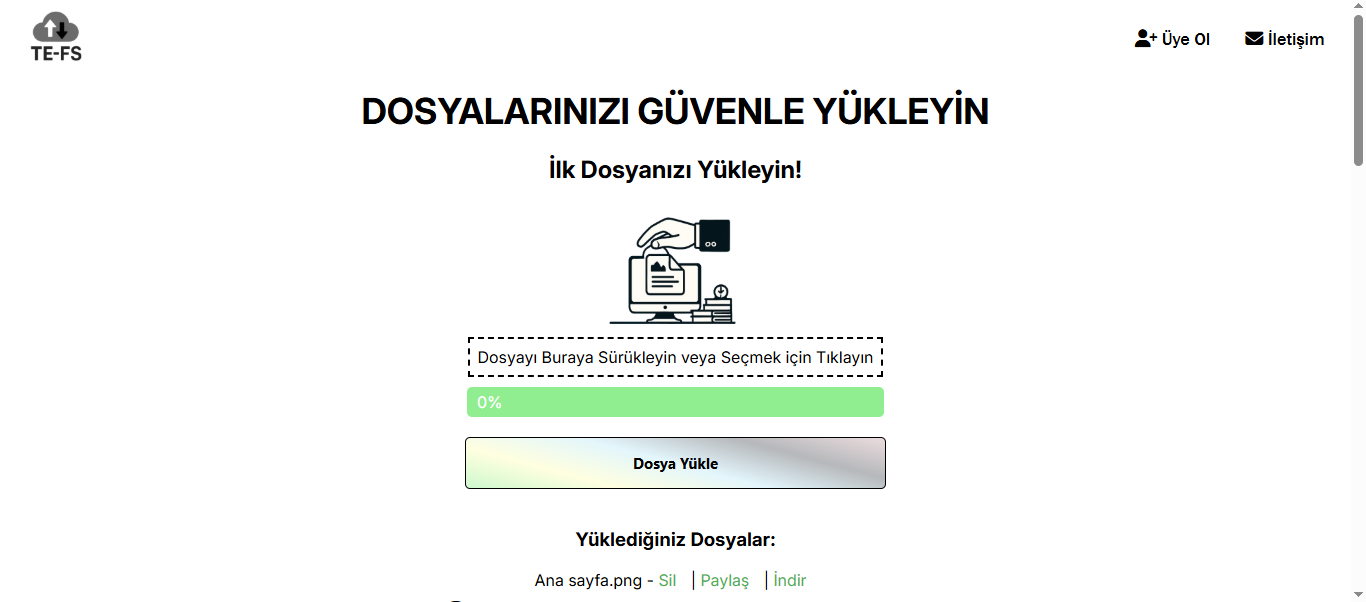 TE-FS
Üye Ol
İletişim
DOSYALARINIZI GÜVENLE YÜKLEYİN
İlk Dosyanızı Yükleyin!
Dosyayı Buraya Sürükleyin veya Seçmek için Tıklayın
0%
Dosya Yükle
Yüklediğiniz Dosyalar:
Ana sayfa.png - Sil | Paylaş | İndir